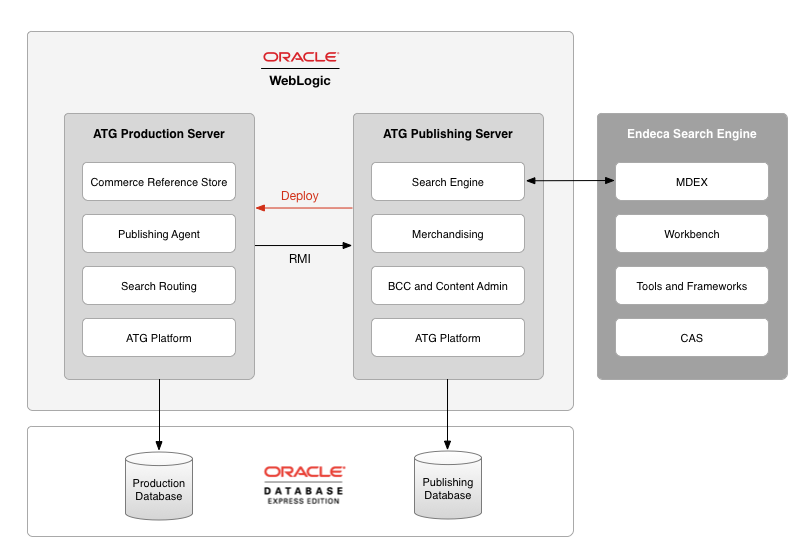 ORACLE
WebLogic
ATG Production Server
Commerce Reference Store
Publishing Agent
Search Routing
ATG Platform
Deploy
RMI
ATG Publishing Server
Search Engine
Merchandising
BCC and Content Admin
ATG Platform
Endeca Search Engine
MDEX
Workbench
Tools and Frameworks
CAS
Production
Database
ORACLE
DATABASE
EXPRESS EDITION
Publishing
Database